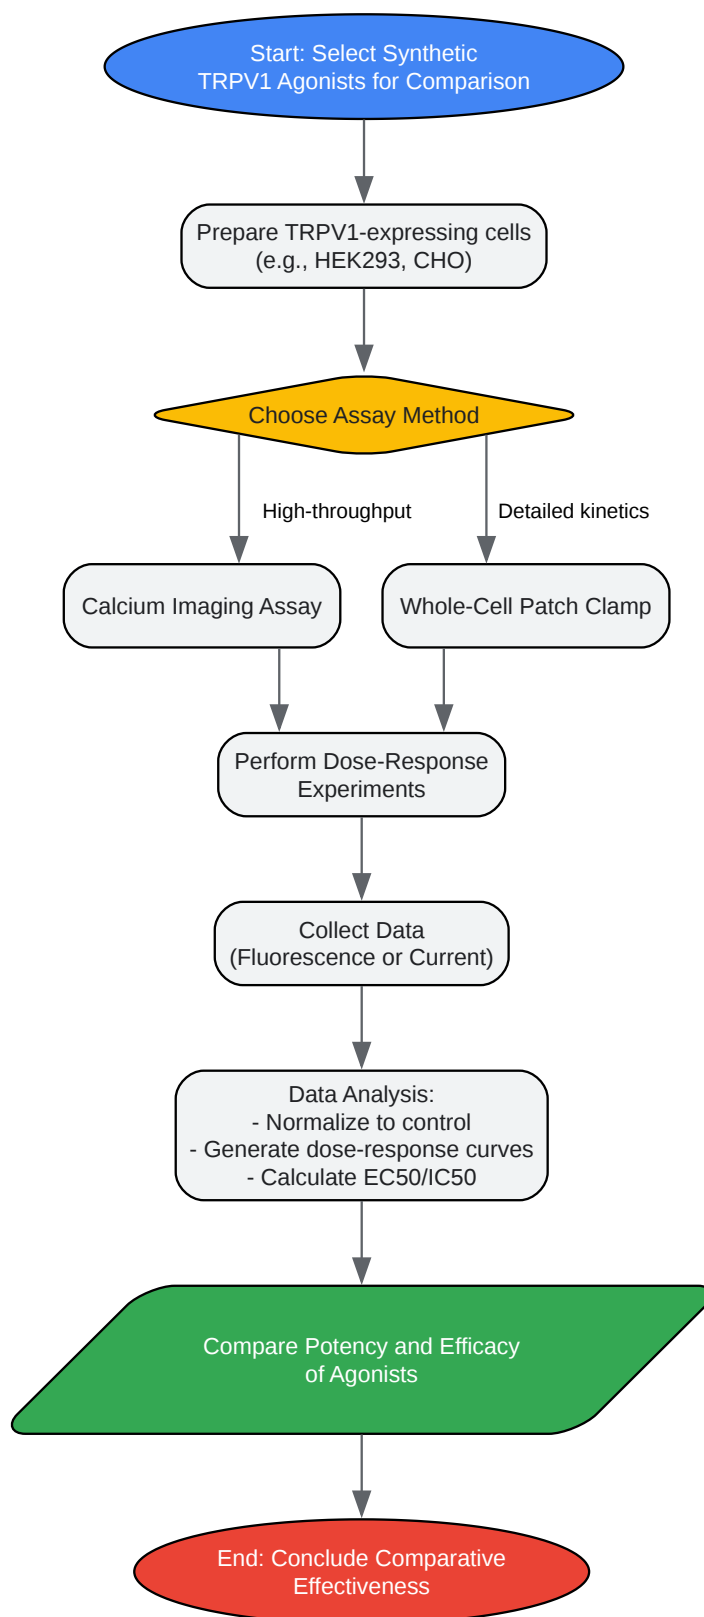 Start: Select Synthetic
TRPV1 Agonists for Comparison
Prepare TRPV1-expressing cells
(e.g., HEK293, CHO)
Choose Assay Method
High-throughput
Detailed kinetics
Calcium Imaging Assay
Whole-Cell Patch Clamp
Perform Dose-Response
Experiments
Collect Data
(Fluorescence or Current)
Data Analysis:
- Normalize to control
- Generate dose-response curves
- Calculate EC50/IC50
Compare Potency and Efficacy
of Agonists
End: Conclude Comparative
Effectiveness